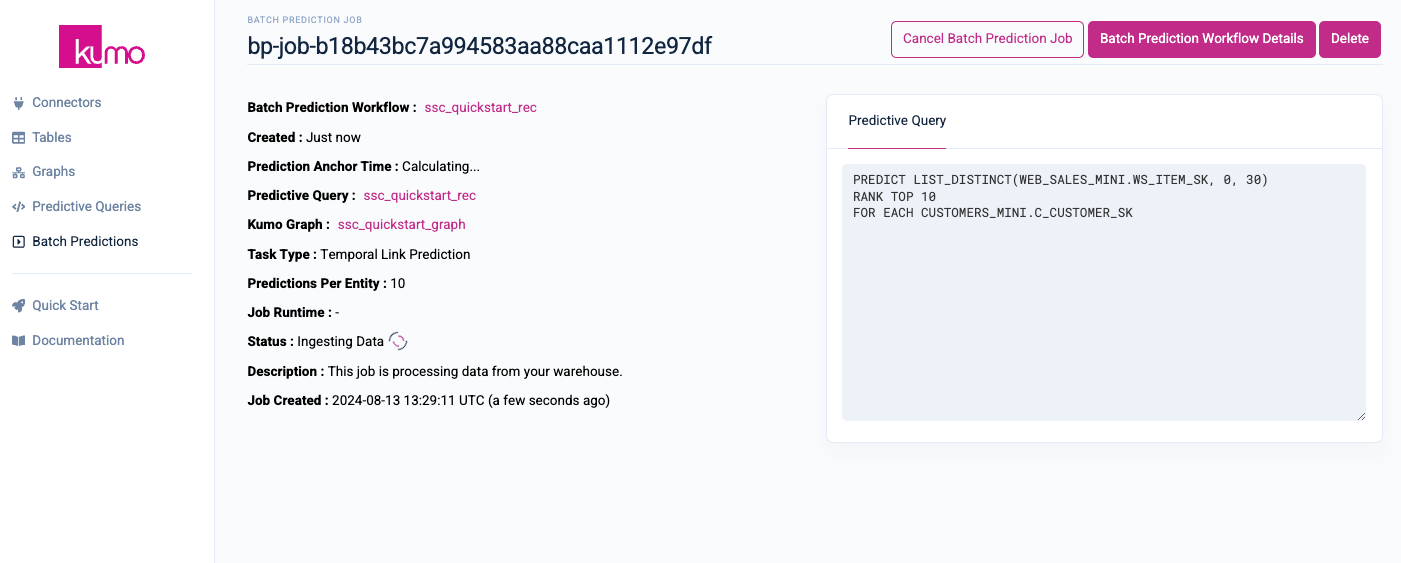 kumo
Connectors
Tables
Graphs
Predictive Queries
Batch Predictions
Quick Start
Documentation
BATCH PREDICTION JOB
bp-job-b18b43bc7a994583aa88caa1112e97df
Cancel Batch Prediction Job
Batch Prediction Workflow Details
Delete
Batch Prediction Workflow : ssc_quickstart_rec
Created : Just now
Prediction Anchor Time : Calculating...
Predictive Query : ssc_quickstart_rec
Kumo Graph : ssc_quickstart_graph
Task Type : Temporal Link Prediction
Predictions Per Entity : 10
Job Runtime : -
Status : Ingesting Data
Description : This job is processing data from your warehouse.
Job Created : 2024-08-13 13:29:11 UTC (a few seconds ago)
Predictive Query
PREDICT LIST_DISTINCT(WEB_SALES_MINI.WS_ITEM_SK, 0, 30)
RANK TOP 10
FOR EACH CUSTOMERS_MINI.C_CUSTOMER_SK